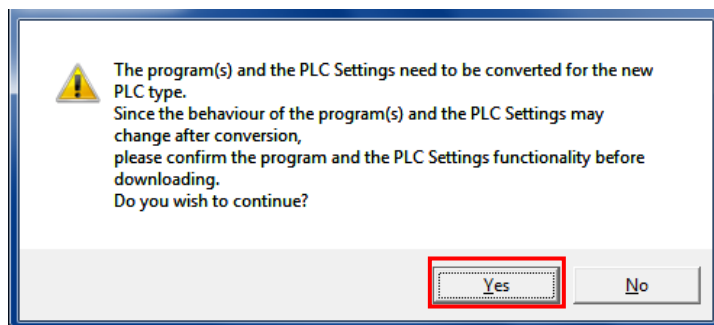 The program(s) and the PLC Settings need to be converted for the new
PLC type.
Since the behaviour of the program(s) and the PLC Settings may
change after conversion,
please confirm the program and the PLC Settings functionality before
downloading.
Do you wish to continue?
Yes
No